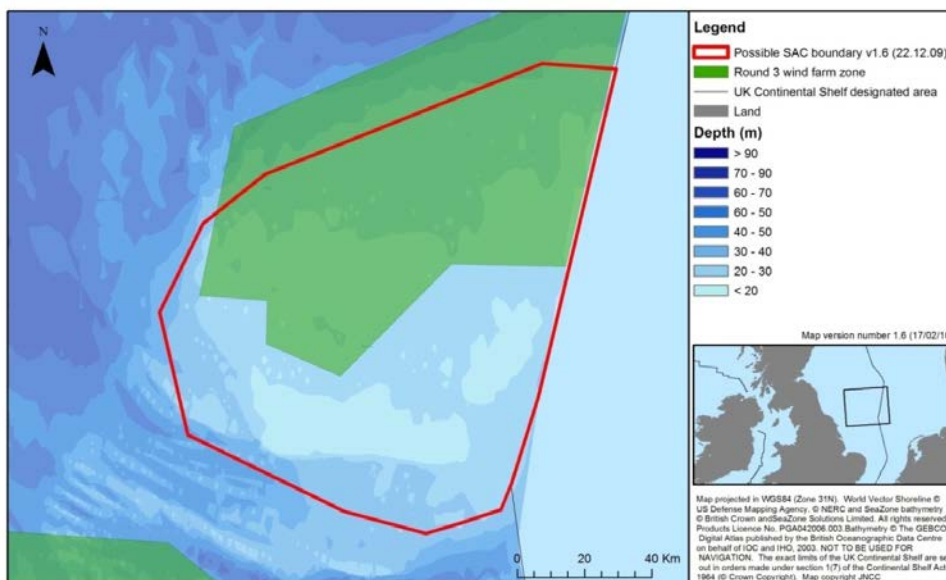 N
Legend
Possible SAC boundary v1.6 (22.12.09)
Round 3 wind farm zone
UK Continental Shelf designated area
Land
Depth (m)
> 90
70 - 90
60 - 70
60 - 50
40 - 50
30 - 40
20 - 30
< 20
Map version number 1.6 (17/02/10
0 20 40 Km
Map projected in WGS84 (Zone 31N). World Vector Shoreline ©
US Defense Mapping Agency. © NERC and SeaZone bathymetry
© British Crown andSeaZone Solutions Limited. All rights reserved
Products Licence No. PGA042006.003.Bathymetry © The GEBCO
Digital Atlas published by the British Oceanographic Data Centre
on behalf of IOC and IHO, 2003. NOT TO BE USED FOR
NAVIGATION. The exact limits of the UK Continental Shelf are se
out in orders made under section 1(7) of the Continental Shelf Act
1964 (© Crown Copyright). Map copyright JNCC